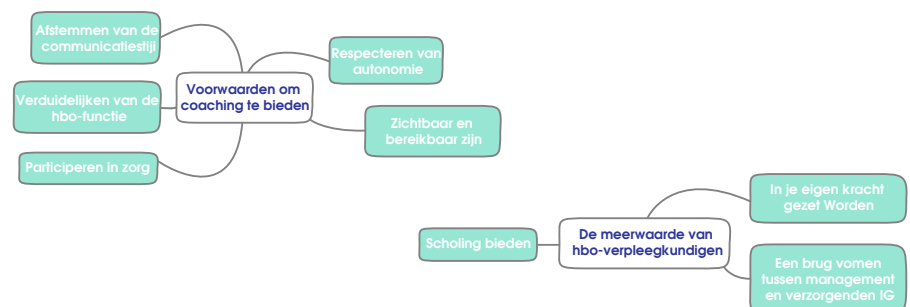 Afstemmen van de
communicatiestijl
Respecteren van
autonomie
Voorwaarden om
coaching te bieden
Verduidelijken van de
hbo-functie
Zichtbaar en
bereikbaar zijn
Participeren in zorg
In je eigen kracht
gezet Worden
De meerwaarde van
hbo-verpleegkundigen
Scholing bieden
Een brug vomen
tussen management
en verzorgenden IG